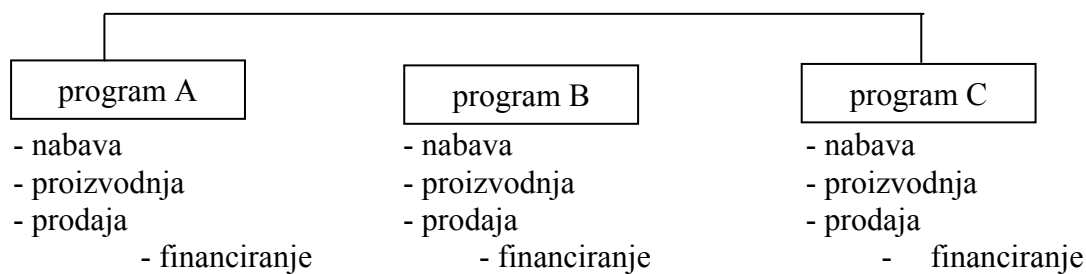 program A
- nabava
- proizvodnja
- prodaja
- financiranje
program B
- nabava
- proizvodnja
- prodaja
- financiranje
program C
- nabava
- proizvodnja
- prodaja
- financiranje